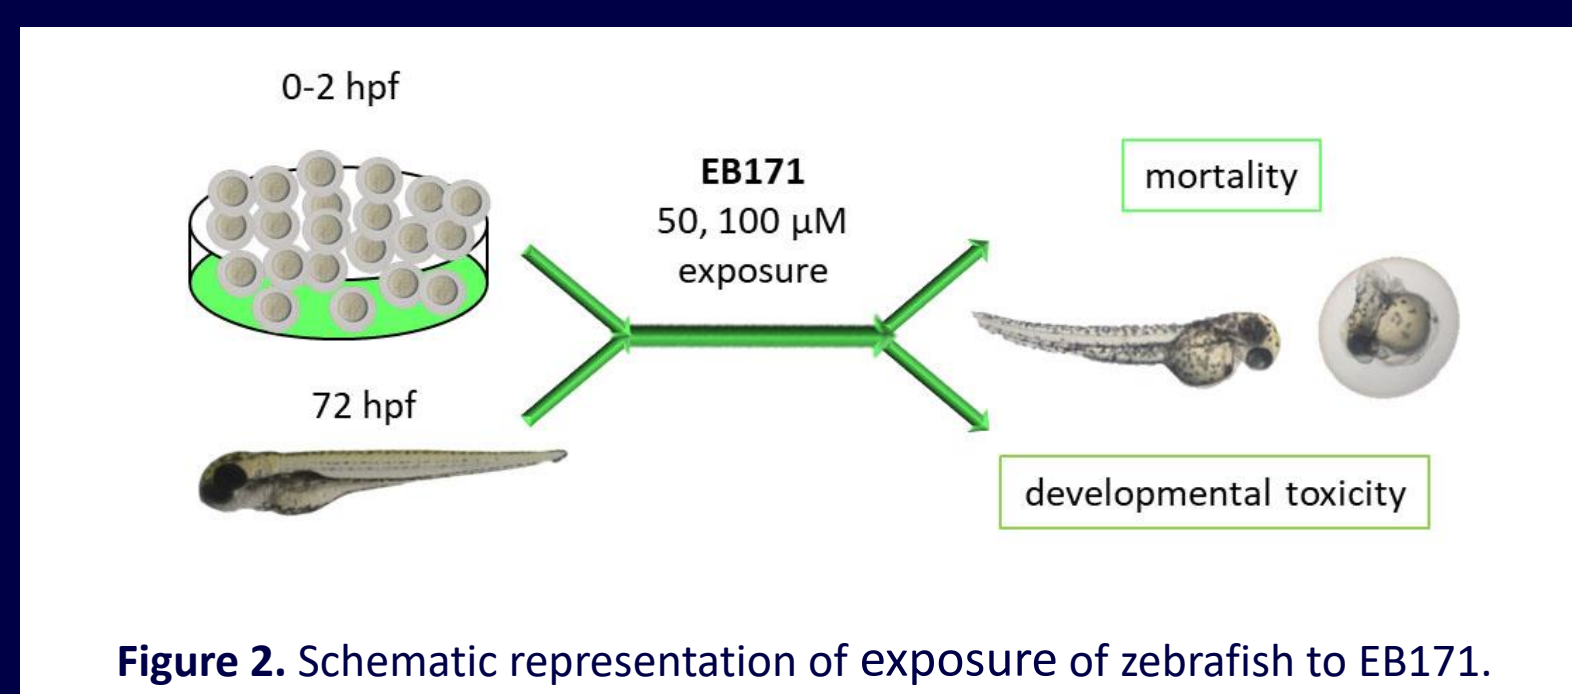 0-2 hpf
EB171
50, 100 µM
exposure
mortality
72 hpf
developmental toxicity
Figure 2. Schematic representation of exposure of zebrafish to EB171.